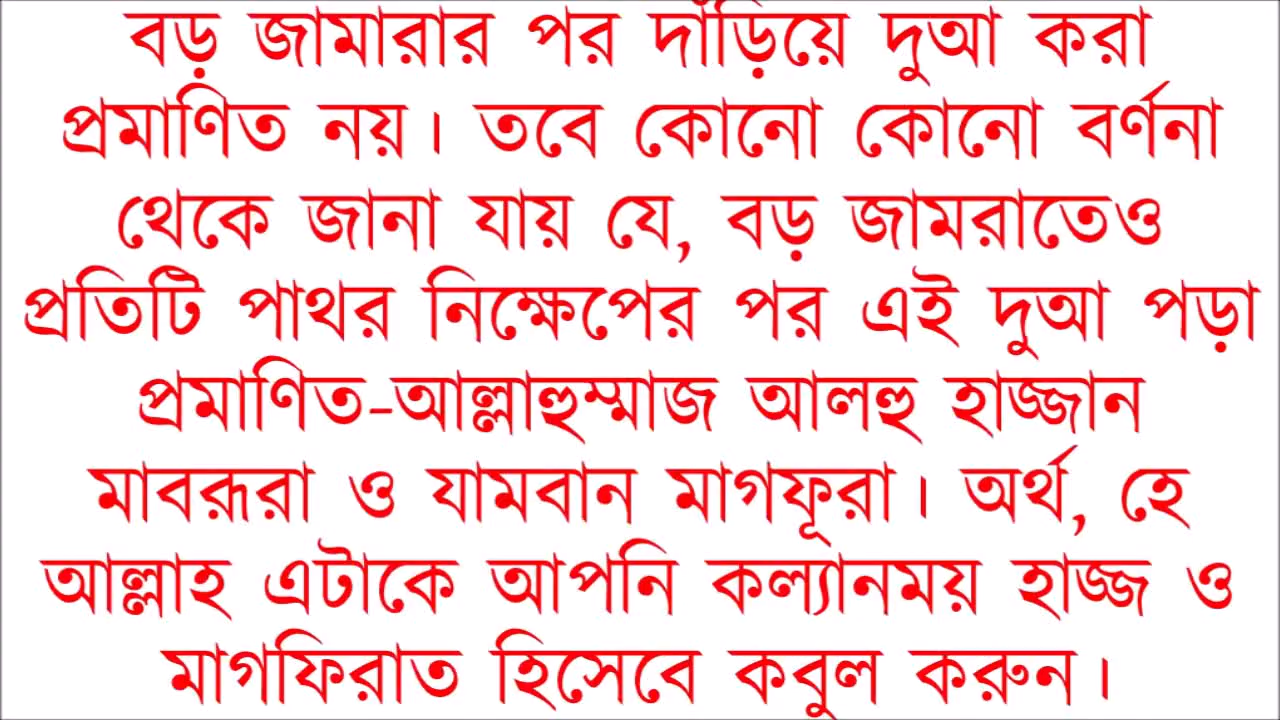 বড় জামারার পর দাঁড়িয়ে দুআ করা
প্রমাণিত নয়। তবে কোনো কোনো বর্ণনা
থেকে জানা যায় যে, বড় জামরাতেও
প্রতিটি পাথর নিক্ষেপের পর এই দুআ পড়া
প্রমাণিত-আল্লাহুম্মাজ আলহু হাজ্জান
মাবরূরা ও যামবান মাগফূরা। অর্থ, হে
আল্লাহ এটাকে আপনি কল্যানময় হাজ্জ ও
মাগফিরাত হিসেবে কবুল করুন।